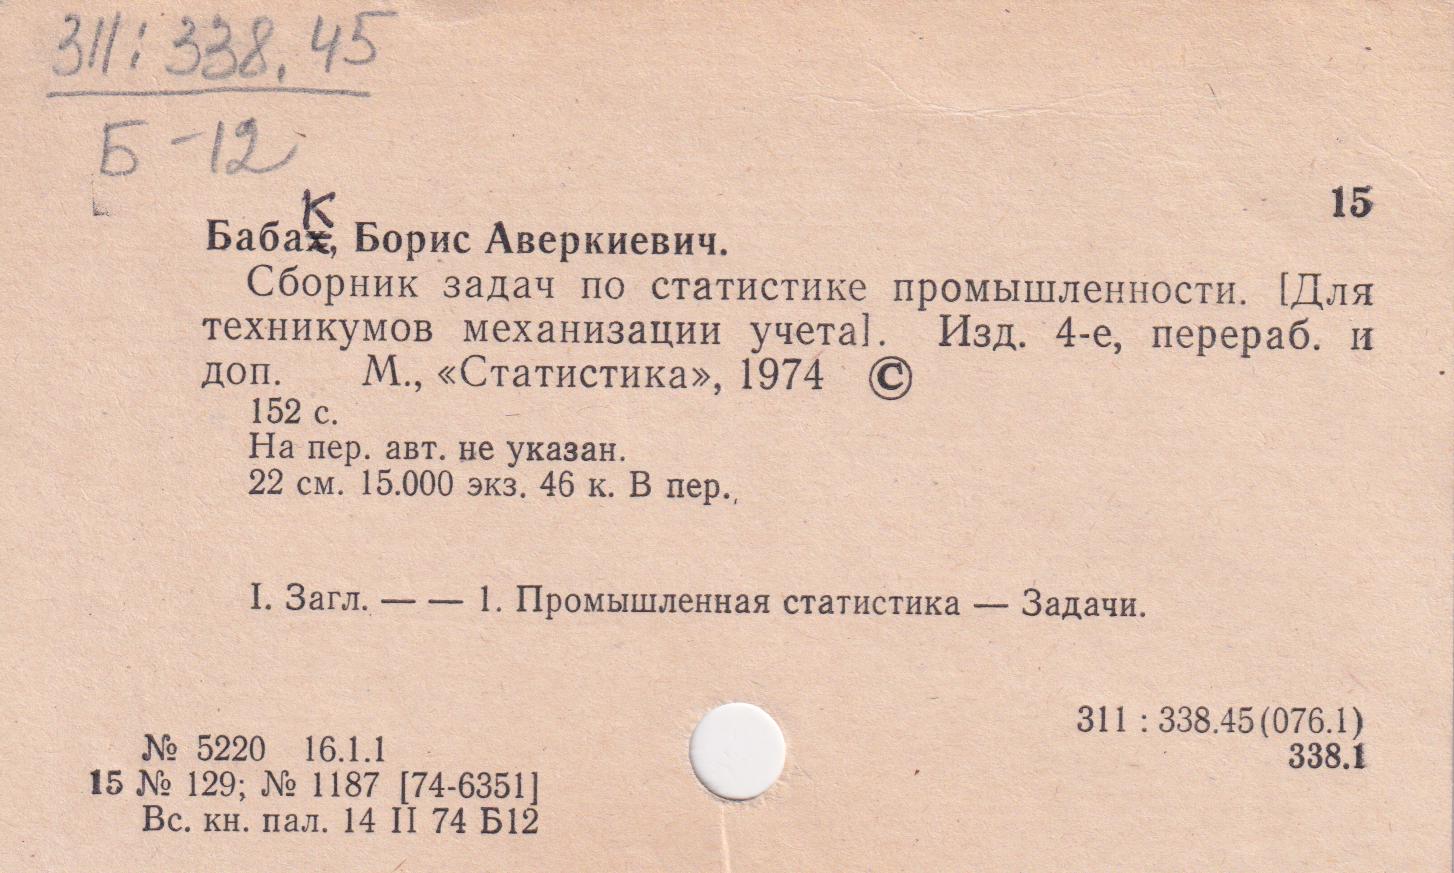 311:338.45
Б-12
15
К
Бабах, Борис Аверкиевич.
Сборник задач по статистике промышленности. [Для
техникумов механизации учета]. Изд. 4-е, перераб. и
доп. М., «Статистика», 1974 ©
152 с.
На пер. авт. не указан.
22 см. 15.000 экз. 46 к. В пер.
I. Загл. — — 1. Промышленная статистика — Задачи.
311 : 338.45(076.1)
338.1
№ 5220 16.1.1
15 № 129; № 1187 [74-6351]
Вс. кн. пал. 14 II 74 Б12